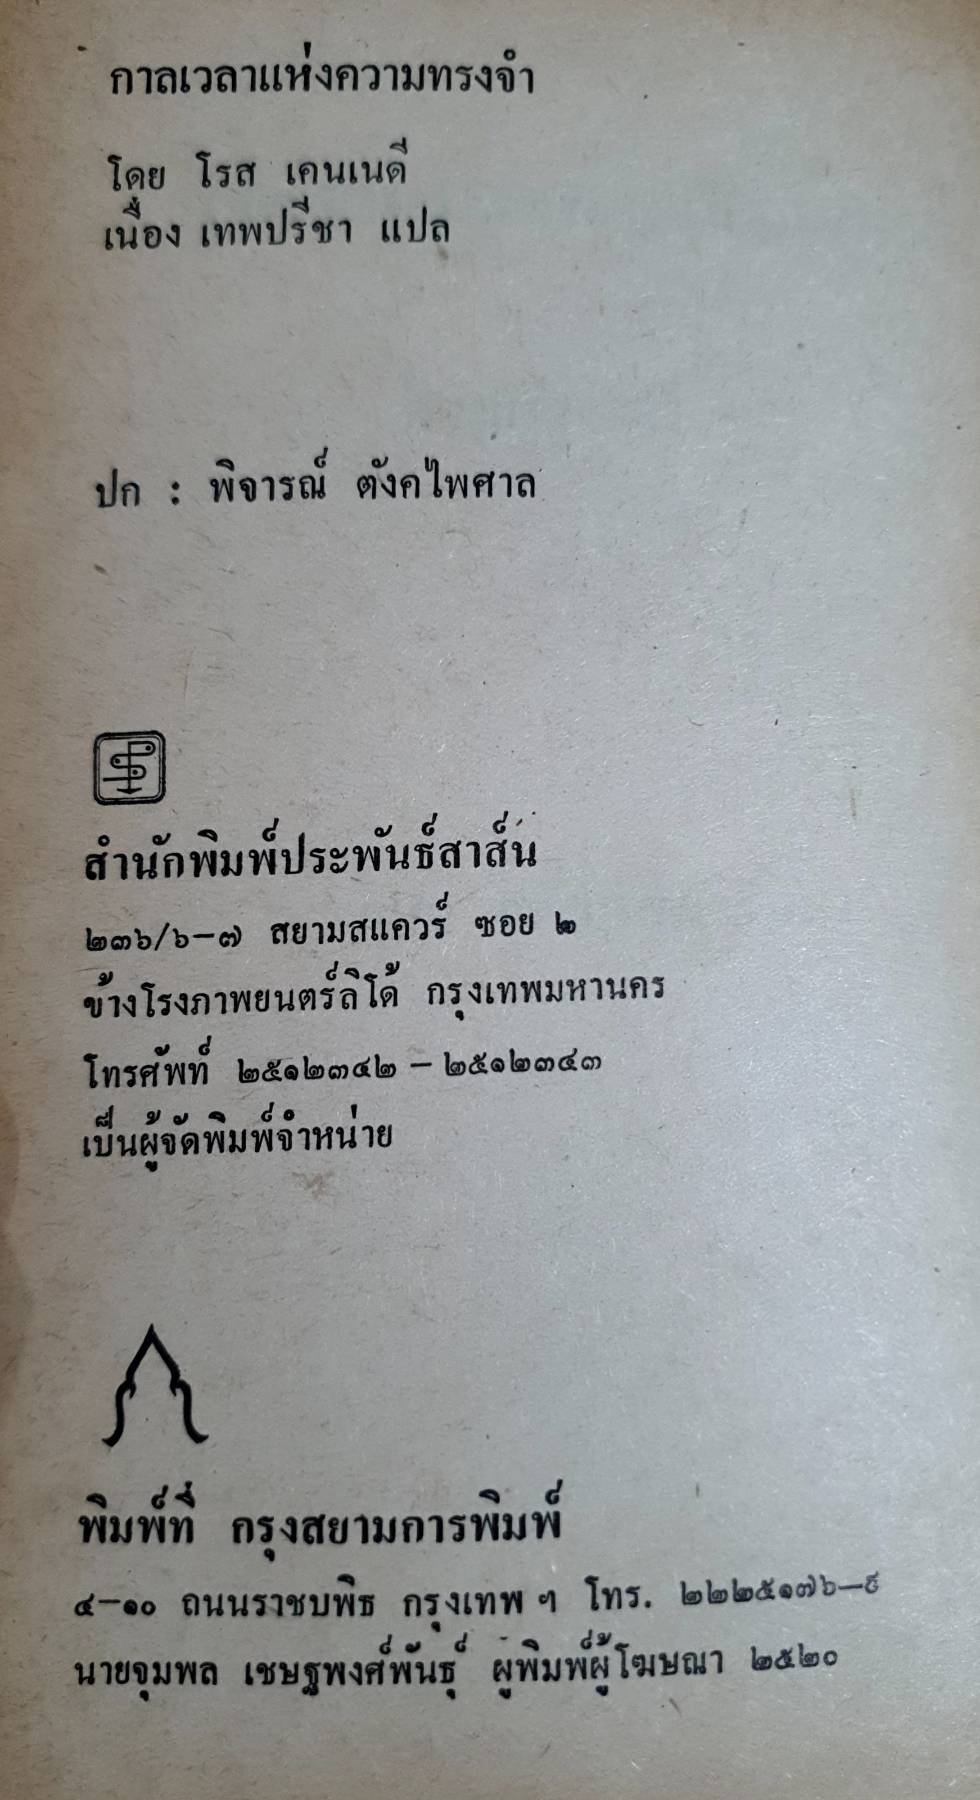 กาลเวลาแห่งความทรงจำ
โดย โรส เคนเนดี
เนื่อง เทพปรีชา แปล
ปก : พิจารณ์ ตังคไพศาล
สำนักพิมพ์ประพันธ์สาส์น
๒๓๖/๖-๗ สยามสแควร์ ซอย ๒
ข้างโรงภาพยนตร์ลิโด้ กรุงเทพมหานคร
โทรศัพท์ ๒๕๑๒๓๔๒ - ๒๕๑๒๓๔๓
เป็นผู้จัดพิมพ์จำหน่าย
พิมพ์ที่ กรุงสยามการพิมพ์
๔-๑๐ ถนนราชบพิธ กรุงเทพ ฯ โทร. ๒๒๒๕๑๗๖-๙
นายจุมพล เชษฐพงศ์พันธุ์ ผู้พิมพ์ผู้โฆษณา ๒๕๒๐